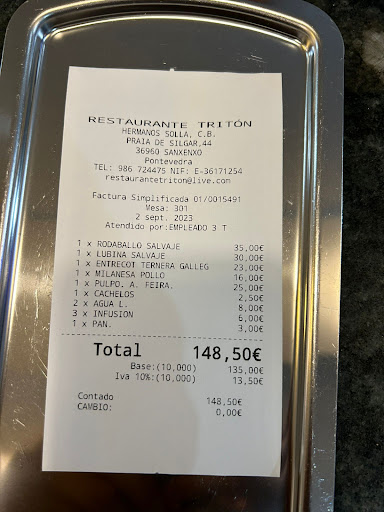 RESTAURANTE TRITÓN
HERMANOS SOLLA, C.B.
PRAIA DE SILGAR,44
36960 SANXENXO
Pontevedra
TEL: 986 724475 NIF: E-36171254
restaurantetriton@live.com
Factura Simplificada 01/0015491
Mesa: 301
2 sept. 2023
Atendido por:EMPLEADO 3 T
1 x RODABALLO SALVAJE 35,00€
1 x LUBINA SALVAJE 30,00€
1 x ENTRECOT TERNERA GALLEG 23,00€
1 x MILANESA POLLO 16,00€
1 x PULPO. A. FEIRA. 25,00€
1 x CACHELOS 2,50€
2 x AGUA L. 8,00€
3 x INFUSION 6,00€
1 x PAN. 3,00€
Total 148,50€
Base:(10,000) 135,00€
Iva 10%:(10,000) 13,50€
Contado 148,50€
CAMBIO: 0,00€